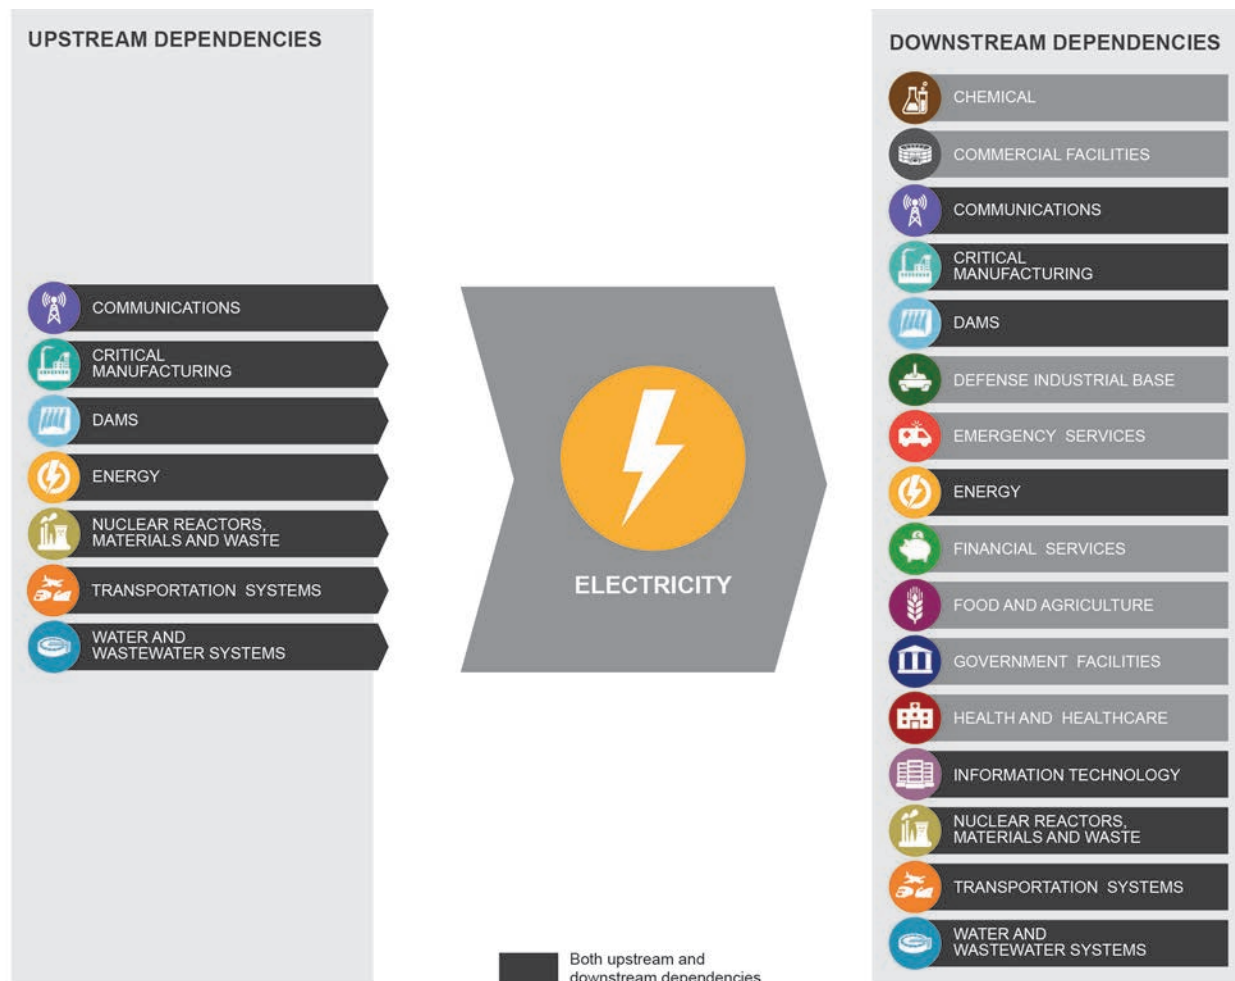 UPSTREAM DEPENDENCIES
COMMUNICATIONS
CRITICAL
MANUFACTURING
DAMS
ENERGY
NUCLEAR REACTORS,
MATERIALS AND WASTE
TRANSPORTATION SYSTEMS
WATER AND
WASTEWATER SYSTEMS
ELECTRICITY
Both upstream and
downstream dependencies
DOWNSTREAM DEPENDENCIES
CHEMICAL
COMMERCIAL FACILITIES
COMMUNICATIONS
CRITICAL
MANUFACTURING
DAMS
DEFENSE INDUSTRIAL BASE
EMERGENCY SERVICES
ENERGY
FINANCIAL SERVICES
FOOD AND AGRICULTURE
GOVERNMENT FACILITIES
HEALTH AND HEALTHCARE
INFORMATION TECHNOLOGY
NUCLEAR REACTORS,
MATERIALS AND WASTE
TRANSPORTATION SYSTEMS
WATER AND
WASTEWATER SYSTEMS